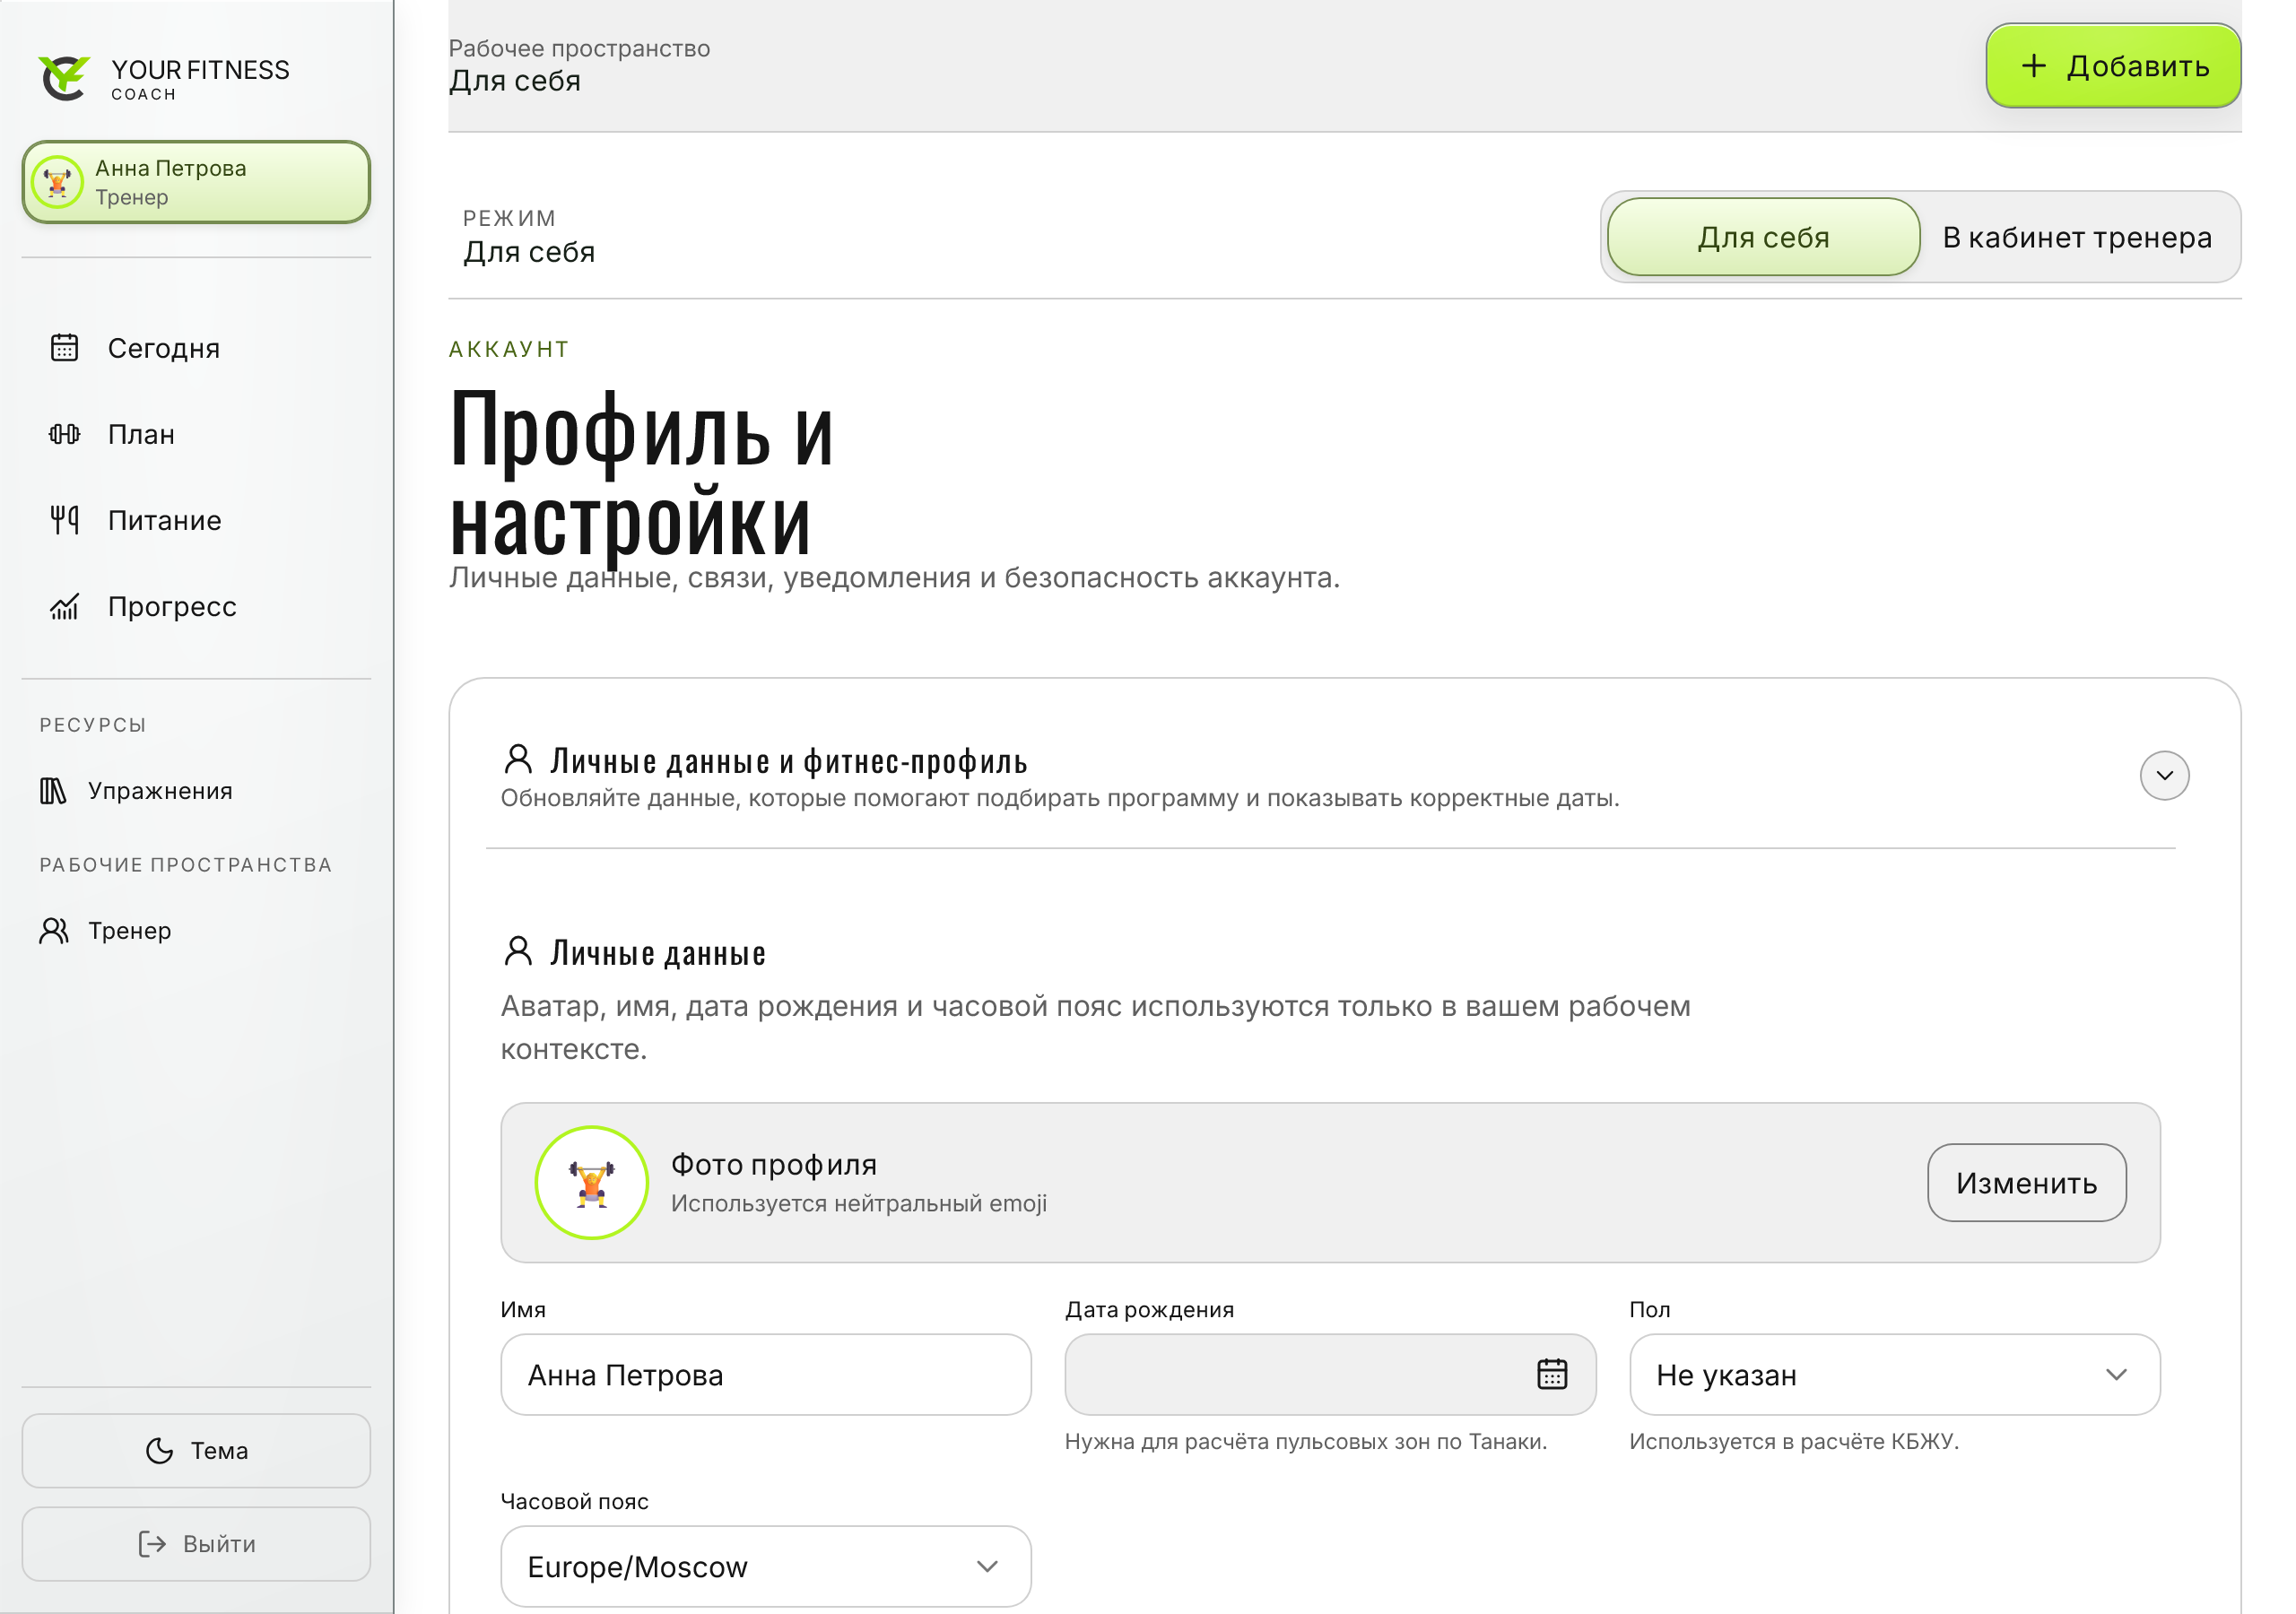 YOUR FITNESS
COACH
Анна Петрова
Тренер
Сегодня
План
Питание
Прогресс
РЕСУРСЫ
Упражнения
РАБОЧИЕ ПРОСТРАНСТВА
Тренер
Тема
Выйти
Рабочее пространство
Для себя
Добавить
РЕЖИМ
Для себя
Для себя
В кабинет тренера
АККАУНТ
Профиль и
настройки
Личные данные, связи, уведомления и безопасность аккаунта.
Личные данные и фитнес-профиль
Обновляйте данные, которые помогают подбирать программу и показывать корректные даты.
Личные данные
Аватар, имя, дата рождения и часовой пояс используются только в вашем рабочем
контексте.
Фото профиля
Используется нейтральный emoji
Изменить
Имя
Анна Петрова
Дата рождения
Нужна для расчёта пульсовых зон по Танаки.
Пол
Не указан
Используется в расчёте КБЖУ.
Часовой пояс
Europe/Moscow